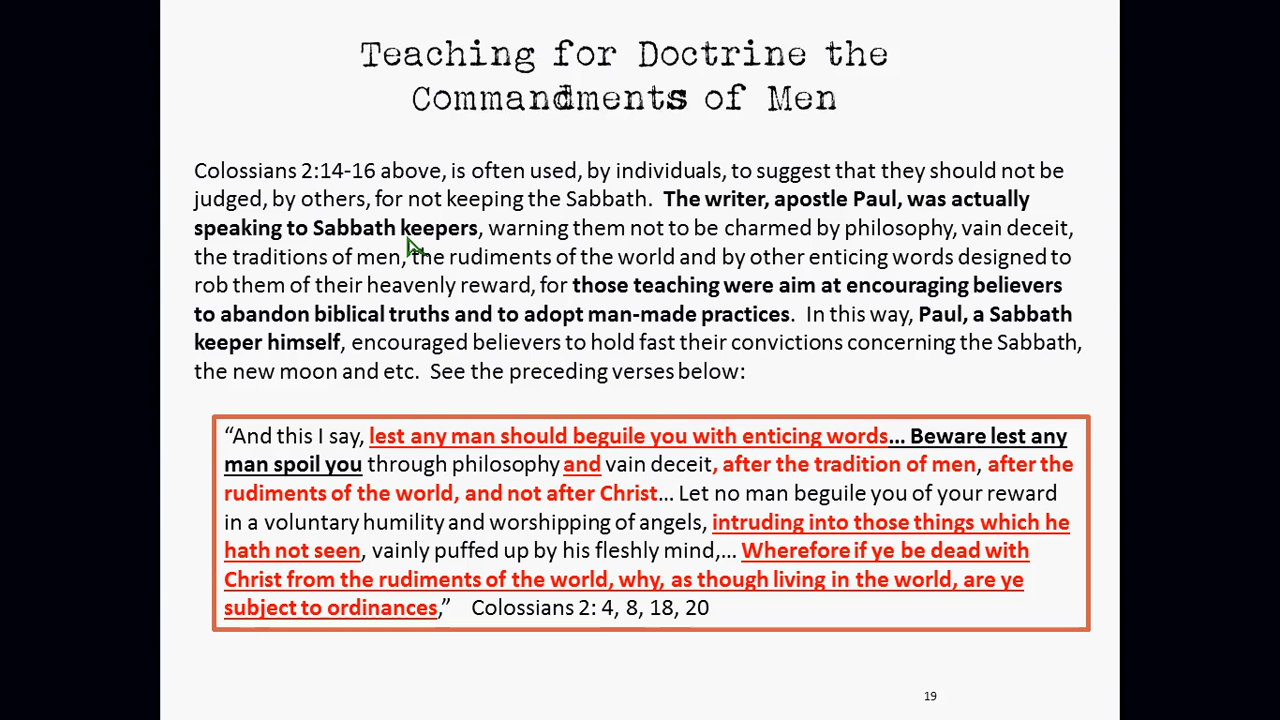 Teaching for Doctrine the
Commandments of Men
Colossians 2:14-16 above, is often used, by individuals, to suggest that they should not be
judged, by others, for not keeping the Sabbath.  The writer, apostle Paul, was actually
speaking to Sabbath keepers, warning them not to be charmed by philosophy, vain deceit,
the traditions of men, the rudiments of the world and by other enticing words designed to
rob them of their heavenly reward, for those teaching were aim at encouraging believers
to abandon biblical truths and to adopt man-made practices.  In this way, Paul, a Sabbath
keeper himself, encouraged believers to hold fast their convictions concerning the Sabbath,
the new moon and etc.  See the preceding verses below:
“And this I say, lest any man should beguile you with enticing words... Beware lest any
man spoil you through philosophy and vain deceit, after the tradition of men, after the
rudiments of the world, and not after Christ... Let no man beguile you of your reward
in a voluntary humility and worshipping of angels, intruding into those things which he
hath not seen, vainly puffed up by his fleshly mind,... Wherefore if ye be dead with
Christ from the rudiments of the world, why, as though living in the world, are ye
subject to ordinances,”   Colossians 2: 4, 8, 18, 20
19